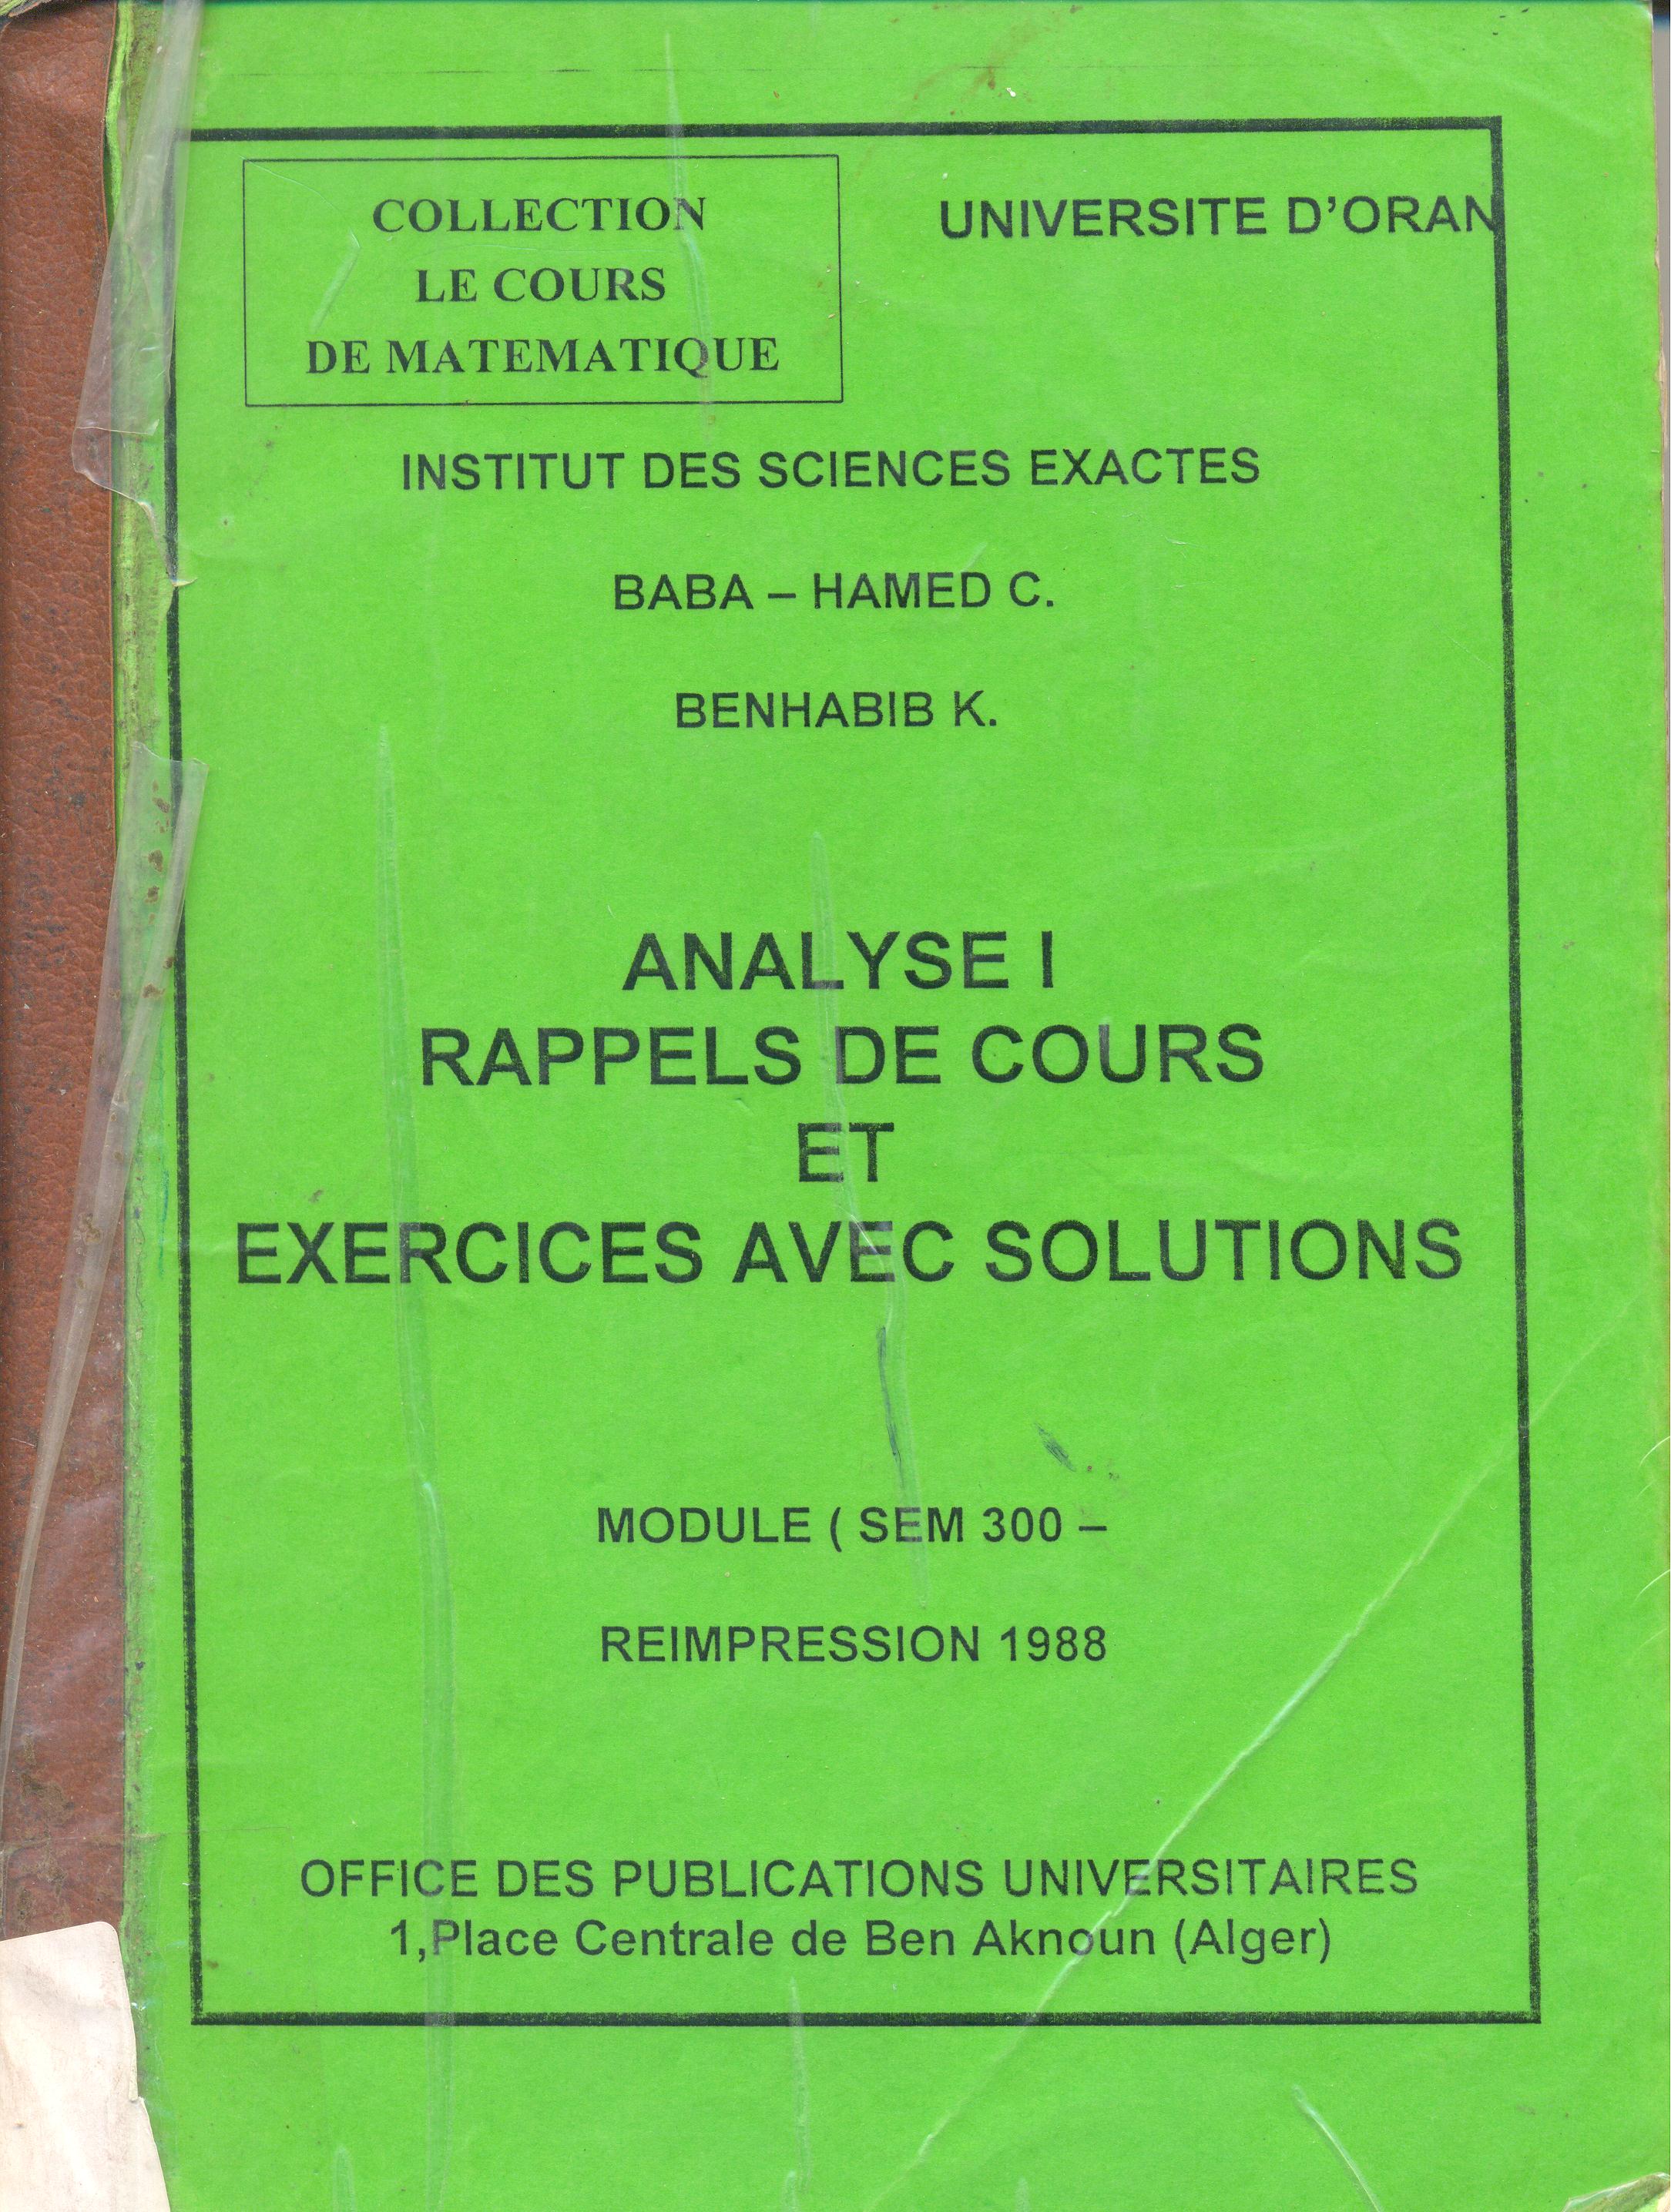 COLLECTION
LE COURS
DE MATEMATIQUE
UNIVERSITE D'ORAN
INSTITUT DES SCIENCES EXACTES
BABA – HAMED C.
BENHABIB K.
ANALYSE I
RAPPELS DE COURS
ET
EXERCICES AVEC SOLUTIONS
MODULE ( SEM 300 –
REIMPRESSION 1988
OFFICE DES PUBLICATIONS UNIVERSITAIRES
1,Place Centrale de Ben Aknoun (Alger)